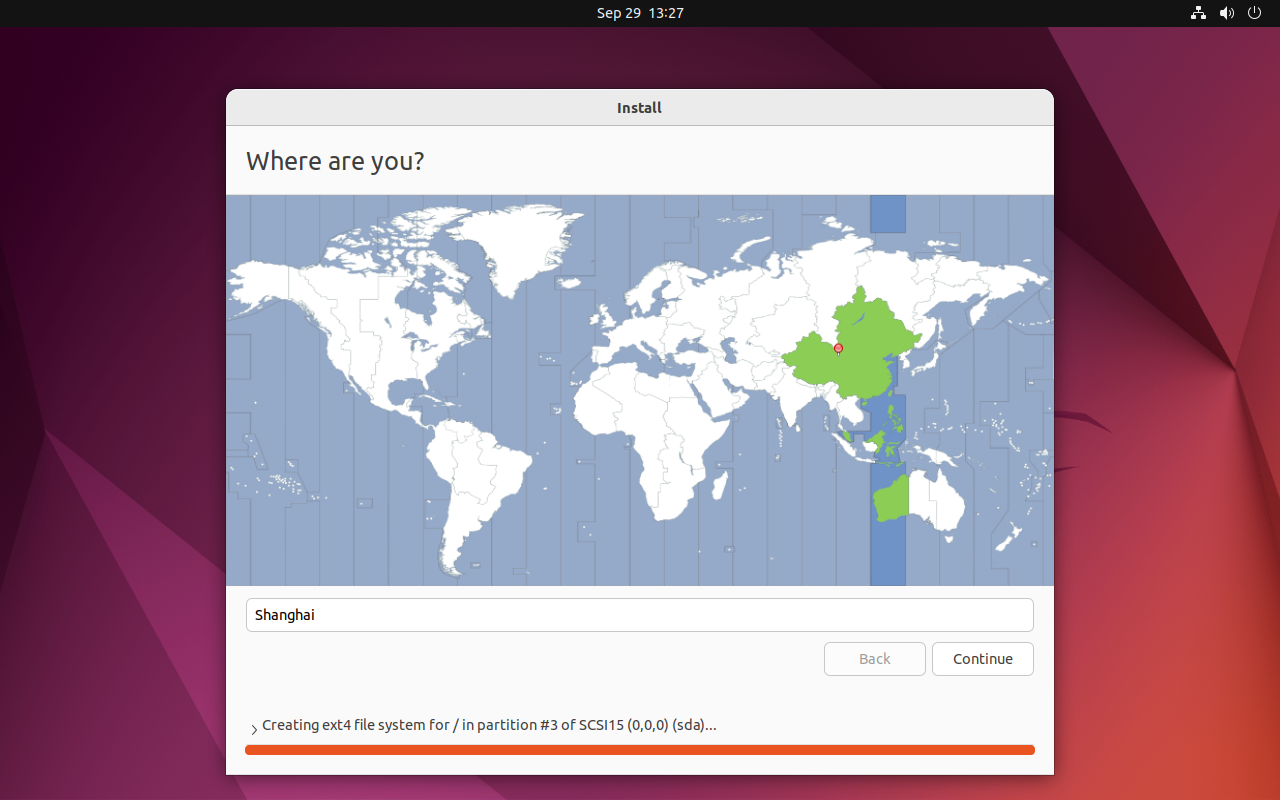 Sep 29 13:27
Install
Where are you?
Shanghai
Back
Continue
Creating ext4 file system for / in partition #3 of SCSI15 (0,0,0) (sda)...